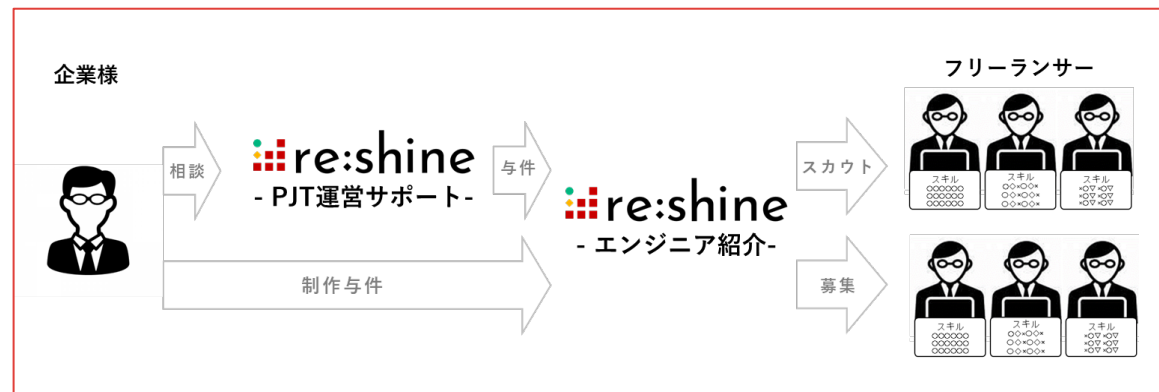 企業様
相談
re:shine
- PJT運営サポート-
与件
制作与件
re:shine
- エンジニア紹介-
スカウト
募集
フリーランサー
スキル
○○○○○○
○○○○○○
○○○○○○
スキル
○◇×○◇×
○◇×○◇×
○◇×○◇×
スキル
×○▽×○▽
×○▽×○▽
×○▽×○▽
スキル
○○○○○○
○○○○○○
○○○○○○
スキル
○◇×○◇×
○◇×○◇×
○◇×○◇×
スキル
×○▽×○▽
×○▽×○▽
×○▽×○▽